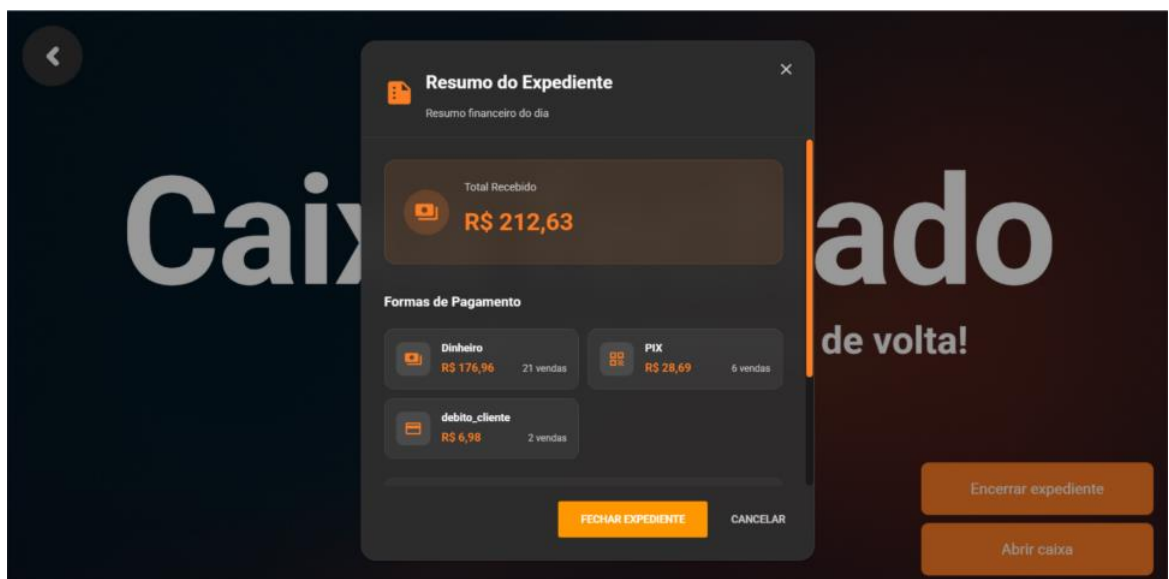 Resumo do Expediente
Resumo financeiro do dia
Total Recebido
R$ 212,63
Caix
ado
de volta!
Formas de Pagamento
Dinheiro
R$ 176,96 21 vendas
PIX
R$ 28,69 6 vendas
debito_cliente
R$ 6,98 2 vendas
FECHAR EXPEDIENTE CANCELAR
Encerrar expediente
Abrir caixa